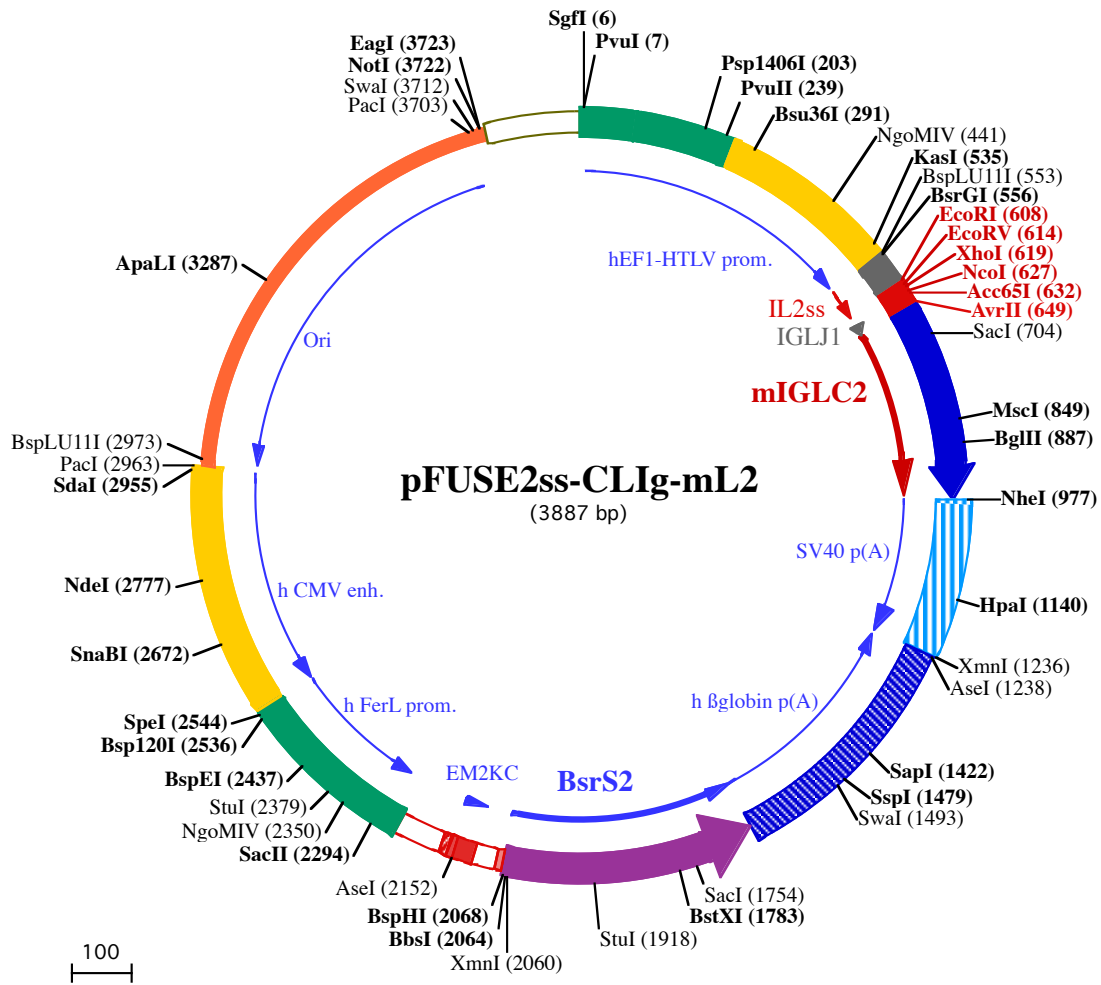 SgfI (6)
PvuI (7)
Psp1406I (203)
PvuII (239)
Bsu36I (291)
NgoMIV (441)
KasI (535)
BspLU11I (553)
BsrGI (556)
EcoRI (608)
EcoRV (614)
XhoI (619)
NcoI (627)
Acc65I (632)
AvrII (649)
SacI (704)
MscI (849)
BglII (887)
NheI (977)
HpaI (1140)
XmnI (1236)
AseI (1238)
SapI (1422)
SspI (1479)
SwaI (1493)
SacI (1754)
BstXI (1783)
StuI (1918)
XmnI (2060)
BbsI (2064)
BspHI (2068)
AseI (2152)
SacII (2294)
NgoMIV (2350)
StuI (2379)
BspEI (2437)
Bsp120I (2536)
SpeI (2544)
SnaBI (2672)
NdeI (2777)
SdaI (2955)
PacI (2963)
BspLU11I (2973)
ApaLI (3287)
PacI (3703)
SwaI (3712)
NotI (3722)
EagI (3723)
hEF1-HTLV prom.
IL2ss
IGLJ1
mIGLC2
SV40 p(A)
h ßglobin p(A)
BsrS2
EM2KC
h FerL prom.
h CMV enh.
Ori
pFUSE2ss-CLIg-mL2
(3887 bp)
100